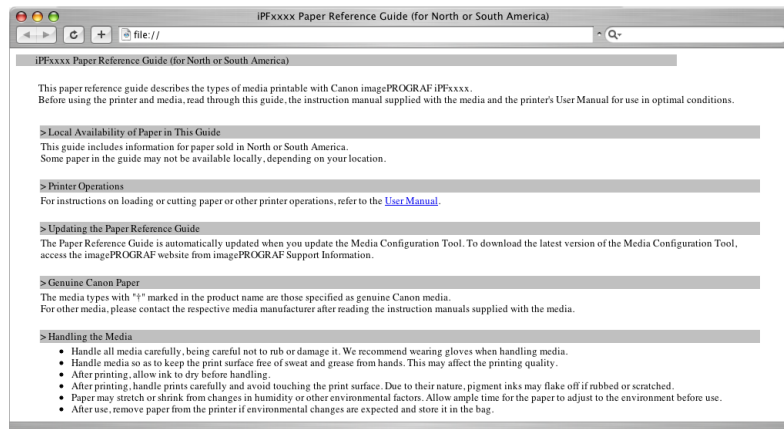 iPFxxxx Paper Reference Guide (for North or South America)
file://
iPFxxxx Paper Reference Guide (for North or South America)
This paper reference guide describes the types of media printable with Canon imagePROGRAF iPFxxxx.
Before using the printer and media, read through this guide, the instruction manual supplied with the media and the printer's User Manual for use in optimal conditions.
> Local Availability of Paper in This Guide
This guide includes information for paper sold in North or South America.
Some paper in the guide may not be available locally, depending on your location.
> Printer Operations
For instructions on loading or cutting paper or other printer operations, refer to the User Manual.
> Updating the Paper Reference Guide
The Paper Reference Guide is automatically updated when you update the Media Configuration Tool. To download the latest version of the Media Configuration Tool,
access the imagePROGRAF website from imagePROGRAF Support Information.
> Genuine Canon Paper
The media types with "†" marked in the product name are those specified as genuine Canon media.
For other media, please contact the respective media manufacturer after reading the instruction manuals supplied with the media.
> Handling the Media
• Handle all media carefully, being careful not to rub or damage it. We recommend wearing gloves when handling media.
• Handle media so as to keep the print surface free of sweat and grease from hands. This may affect the printing quality.
• After printing, allow ink to dry before handling.
• After printing, handle prints carefully and avoid touching the print surface. Due to their nature, pigment inks may flake off if rubbed or scratched.
• Paper may stretch or shrink from changes in humidity or other environmental factors. Allow ample time for the paper to adjust to the environment before use.
• After use, remove paper from the printer if environmental changes are expected and store it in the bag.